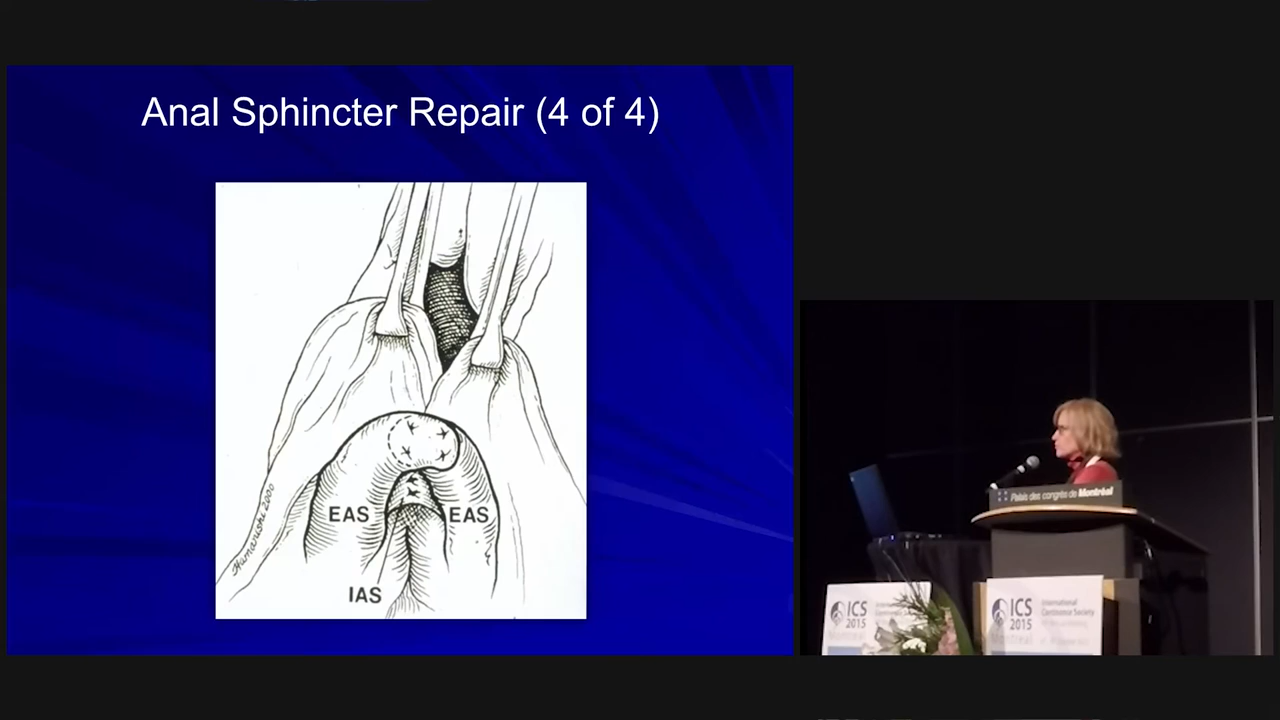 Anal Sphincter Repair (4 of 4)
EAS
EAS
IAS
Palais des congrès de Montréal
ICS
2015
Montréal
ICS
2015
International
Continence Society